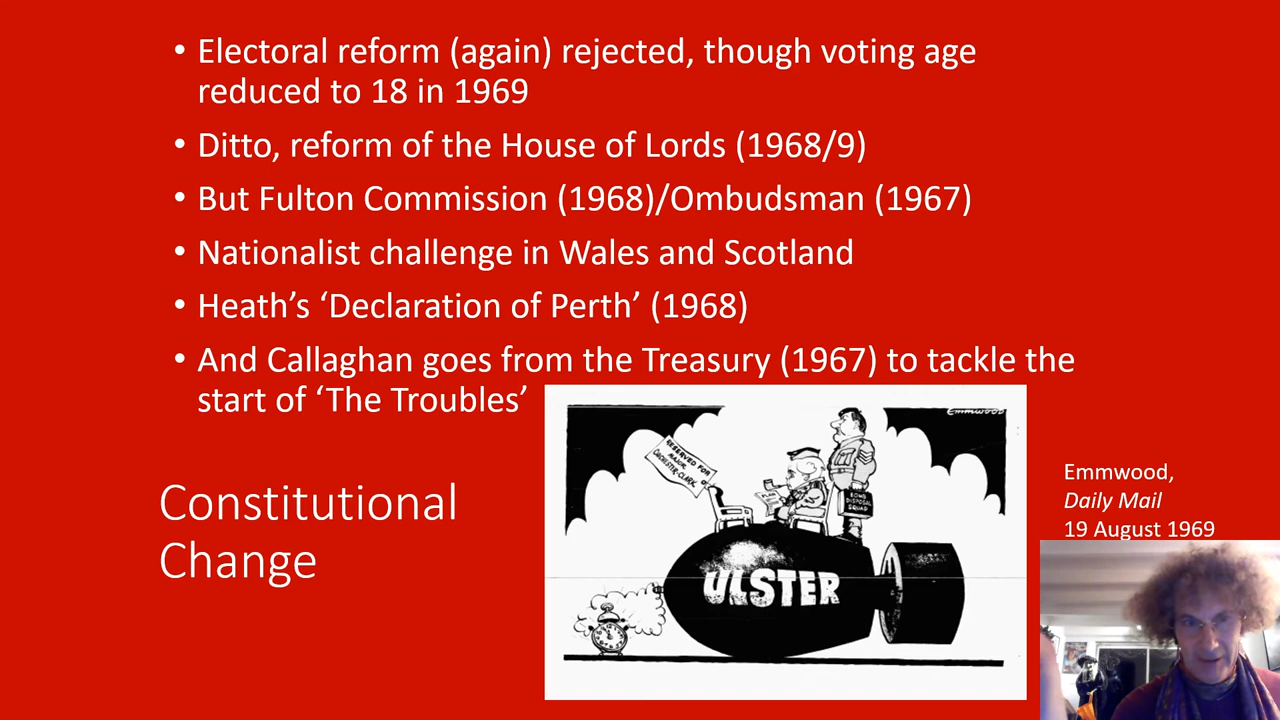 • Electoral reform (again) rejected, though voting age
reduced to 18 in 1969
• Ditto, reform of the House of Lords (1968/9)
• But Fulton Commission (1968)/Ombudsman (1967)
• Nationalist challenge in Wales and Scotland
• Heath’s ‘Declaration of Perth’ (1968)
• And Callaghan goes from the Treasury (1967) to tackle the
start of ‘The Troubles’
Constitutional
Change
Emmwood
RESERVED FOR
MAJOR
CHICHESTER-CLARK
PLAN
BOMB
DISPOSAL
SQUAD
ULSTER
Emmwood,
Daily Mail
19 August 1969